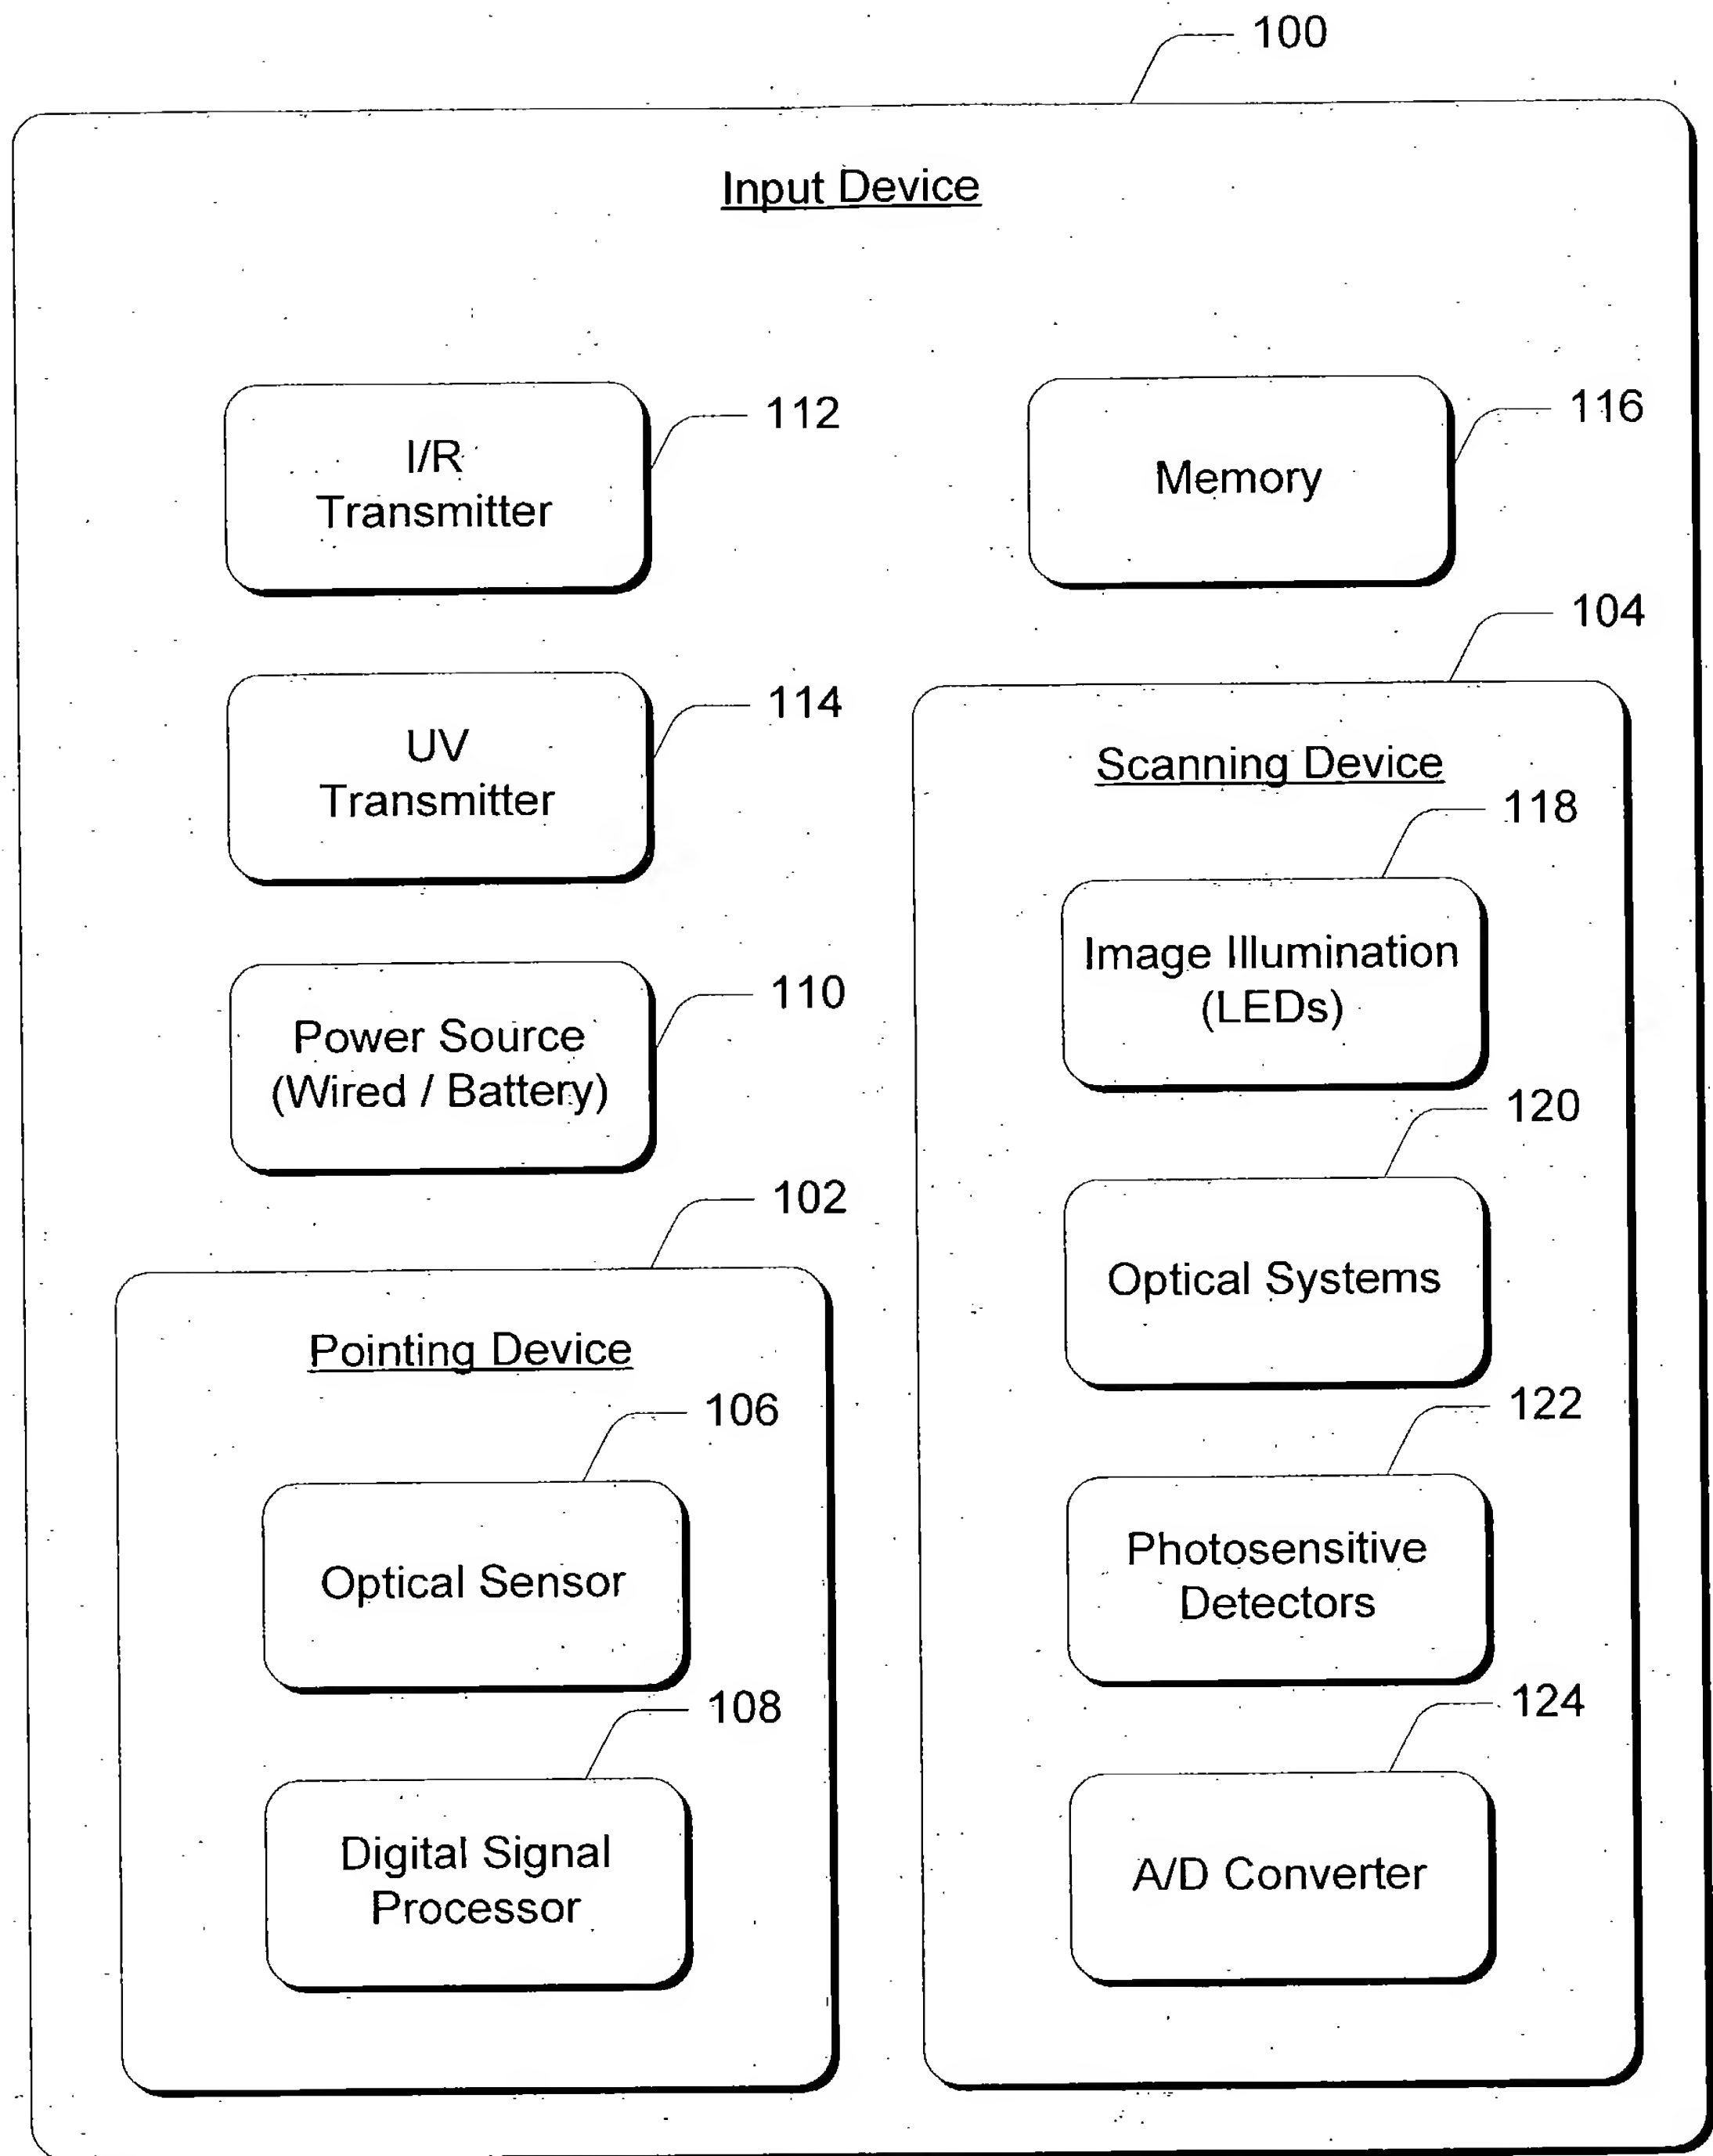 100
Input Device
I/R
Transmitter
112
Memory
116
UV
Transmitter
114
Power Source
(Wired / Battery)
110
Pointing Device
102
Optical Sensor
106
Digital Signal
Processor
108
104
Scanning Device
118
Image Illumination
(LEDs)
120
Optical Systems
122
Photosensitive
Detectors
124
A/D Converter